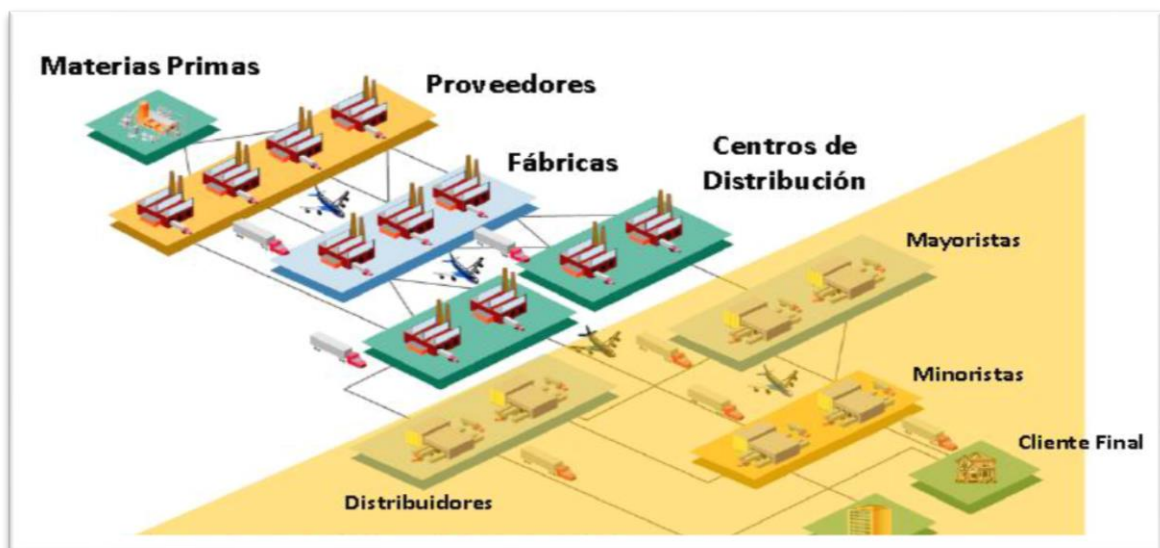 Materias Primas
Proveedores
Fábricas
Centros de
Distribución
Mayoristas
Minoristas
Cliente Final
Distribuidores